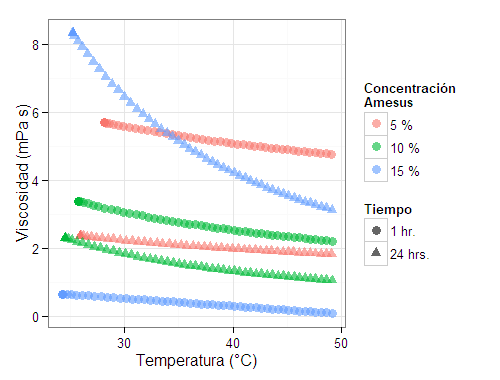 Viscosidad (mPa s)
8
6
4
2
0
30
40
50
Temperatura (°C)
Concentración
Amesus
5 %
10 %
15 %
Tiempo
1 hr.
24 hrs.